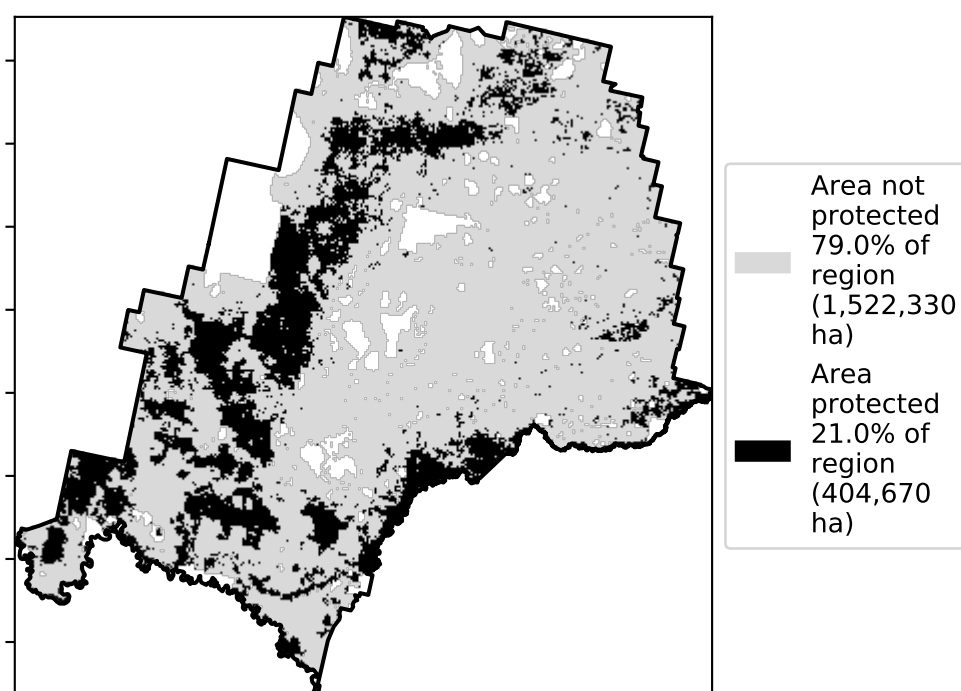 Area not
protected
79.0% of
region
(1,522,330
ha)
Area
protected
21.0% of
region
(404,670
ha)